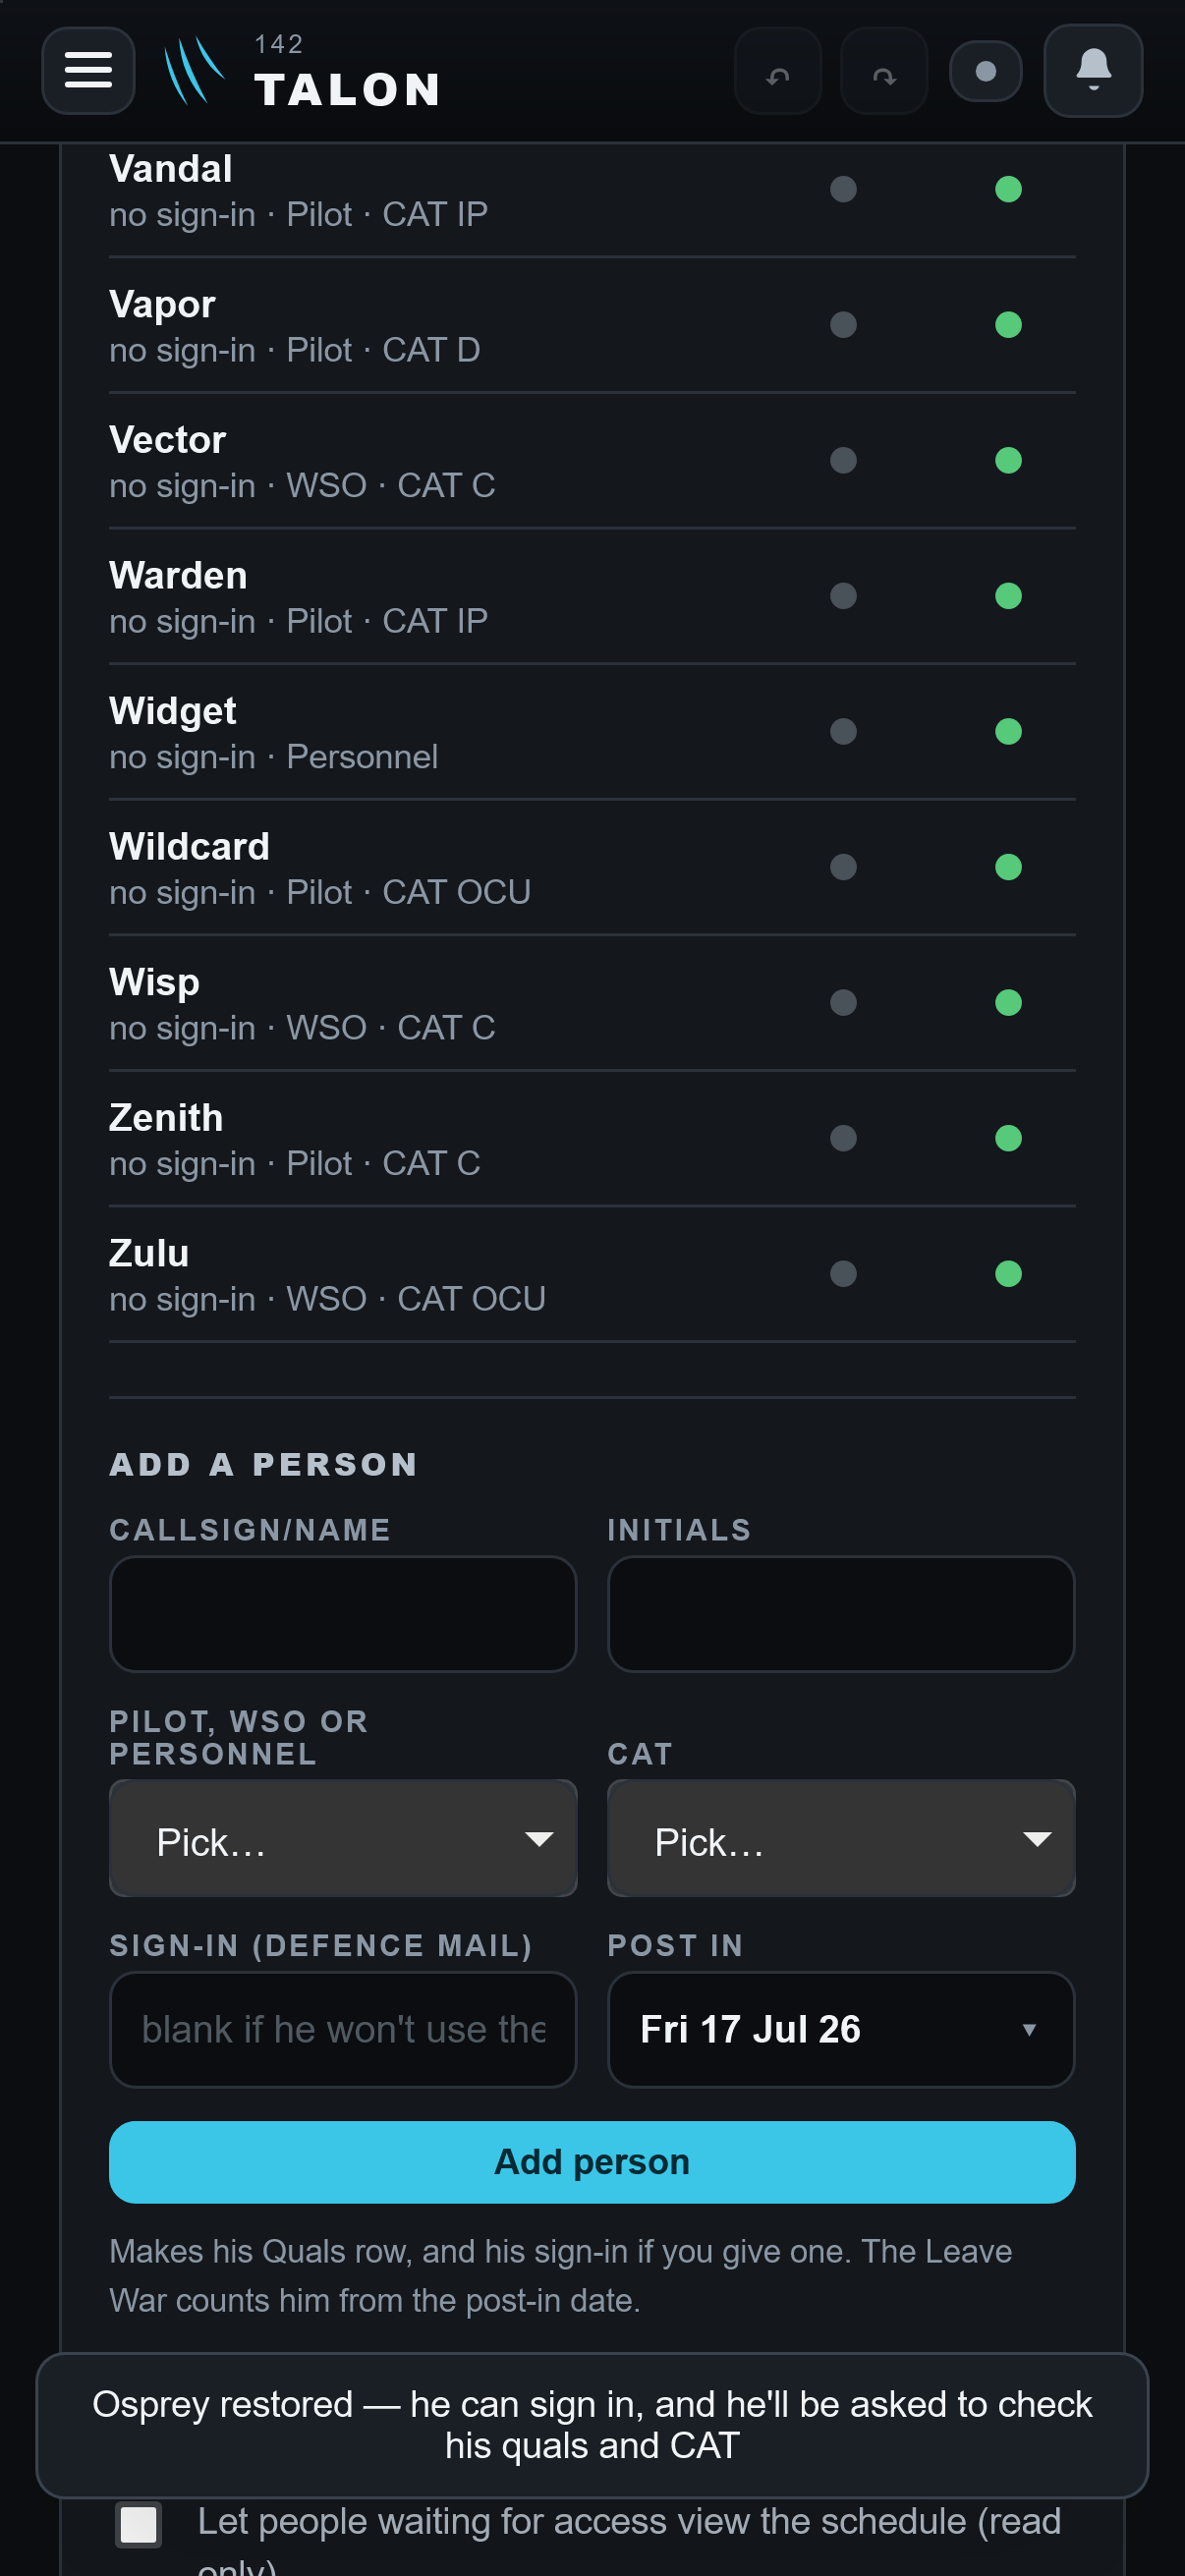 142
TALON
Vandal
no sign-in · Pilot · CAT IP
Vapor
no sign-in · Pilot · CAT D
Vector
no sign-in · WSO · CAT C
Warden
no sign-in · Pilot · CAT IP
Widget
no sign-in · Personnel
Wildcard
no sign-in · Pilot · CAT OCU
Wisp
no sign-in · WSO · CAT C
Zenith
no sign-in · Pilot · CAT C
Zulu
no sign-in · WSO · CAT OCU
ADD A PERSON
CALLSIGN/NAME
INITIALS
PILOT, WSO OR
PERSONNEL
CAT
Pick…
Pick…
SIGN-IN (DEFENCE MAIL)
POST IN
blank if he won't use the
Fri 17 Jul 26
Add person
Makes his Quals row, and his sign-in if you give one. The Leave
War counts him from the post-in date.
Osprey restored — he can sign in, and he'll be asked to check
his quals and CAT
Let people waiting for access view the schedule (read
only)